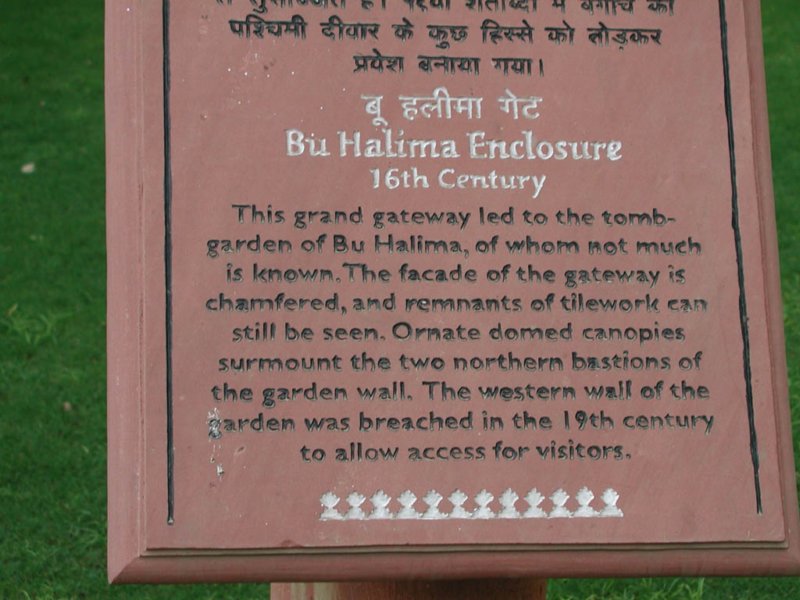 से सुसज्जित है। १९वीं शताब्दी में बगीचे की
पश्चिमी दीवार के कुछ हिस्से को तोड़कर
प्रवेश बनाया गया।
बू हलीमा गेट
Bu Halima Enclosure
16th Century
This grand gateway led to the tomb-
garden of Bu Halima, of whom not much
is known. The facade of the gateway is
chamfered, and remnants of tilework can
still be seen. Ornate domed canopies
surmount the two northern bastions of
the garden wall. The western wall of the
garden was breached in the 19th century
to allow access for visitors.